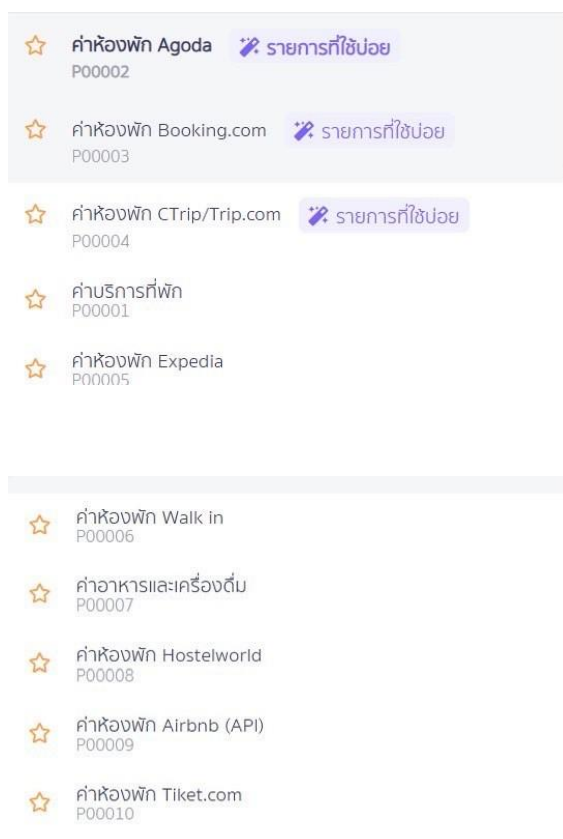 ค่าห้องพัก Agoda รายการที่ใช้บ่อย
P00002
ค่าห้องพัก Booking.com รายการที่ใช้บ่อย
P00003
ค่าห้องพัก CTrip/Trip.com รายการที่ใช้บ่อย
P00004
ค่าบริการที่พัก
P00001
ค่าห้องพัก Expedia
P00005
ค่าห้องพัก Walk in
P00006
ค่าอาหารและเครื่องดื่ม
P00007
ค่าห้องพัก Hostelworld
P00008
ค่าห้องพัก Airbnb (API)
P00009
ค่าห้องพัก Tiket.com
P00010